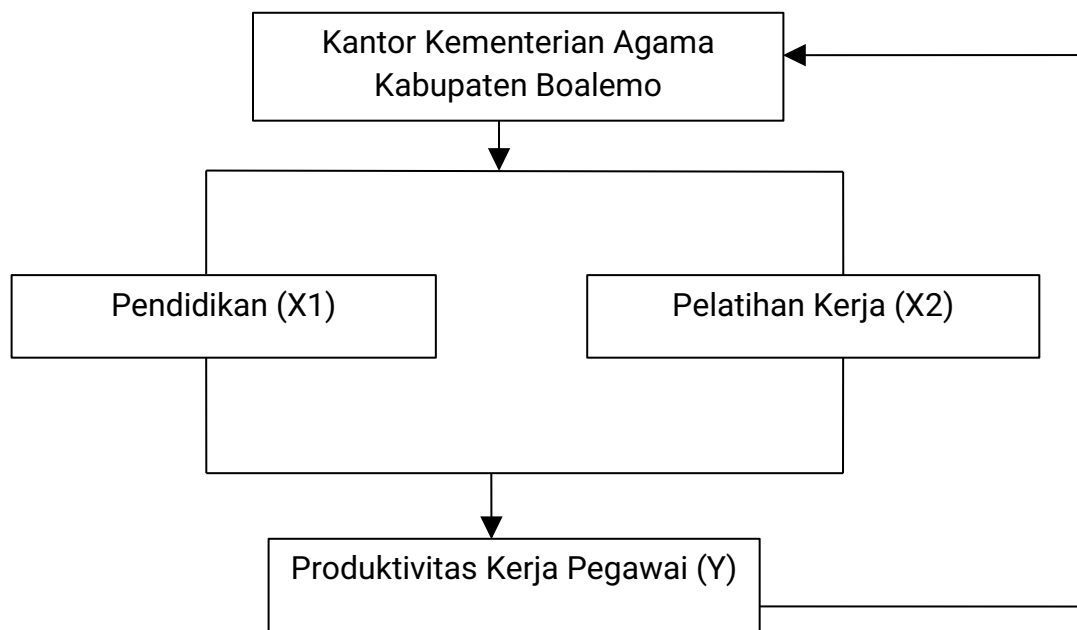 Kantor Kementerian Agama
Kabupaten Boalemo
Pendidikan (X1)
Pelatihan Kerja (X2)
Produktivitas Kerja Pegawai (Y)